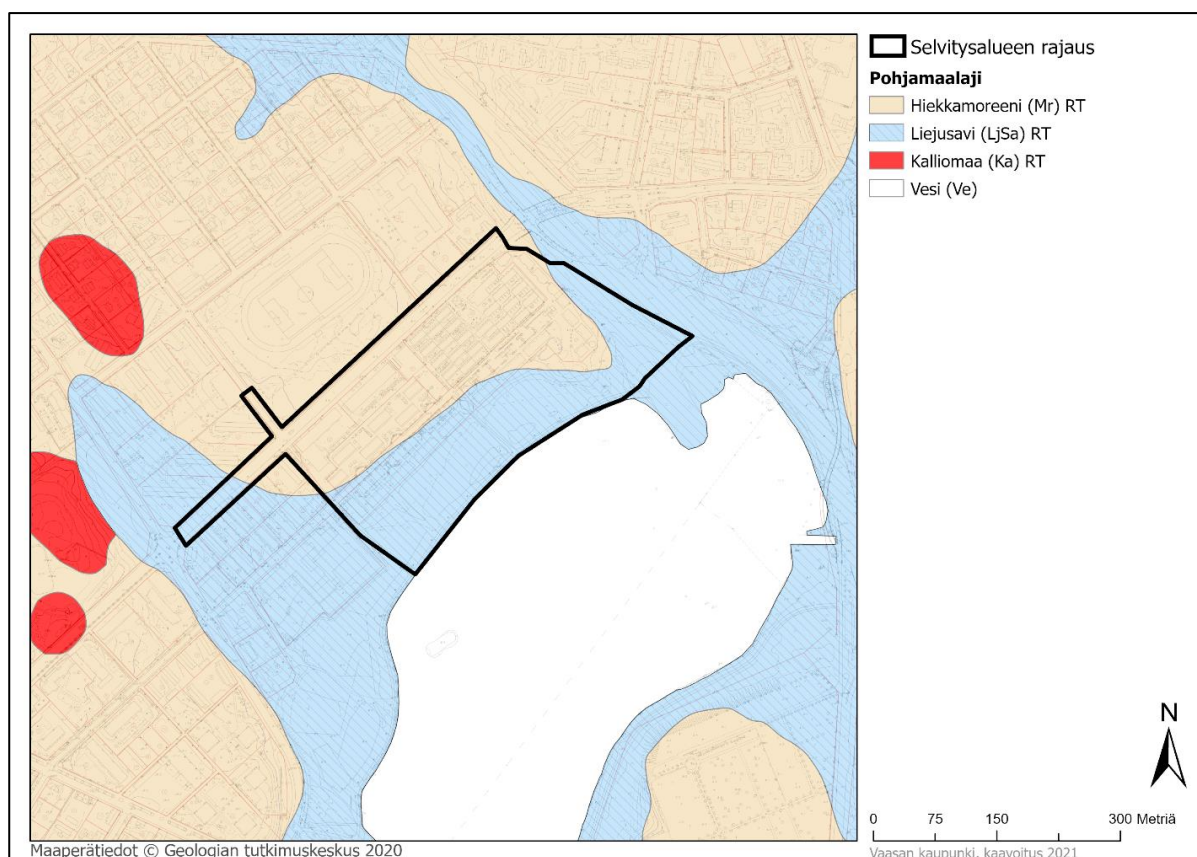 Selvitysalueen rajaus
Pohjamaalaji
Hiekkamoreeni (Mr) RT
Liejusavi (LjSa) RT
Kalliomaa (Ka) RT
Vesi (Ve)
N
0 75 150 300 Metriä
Maaperätiedot © Geologian tutkimuskeskus 2020
Vaasan kaupunki, kaavoitus 2021